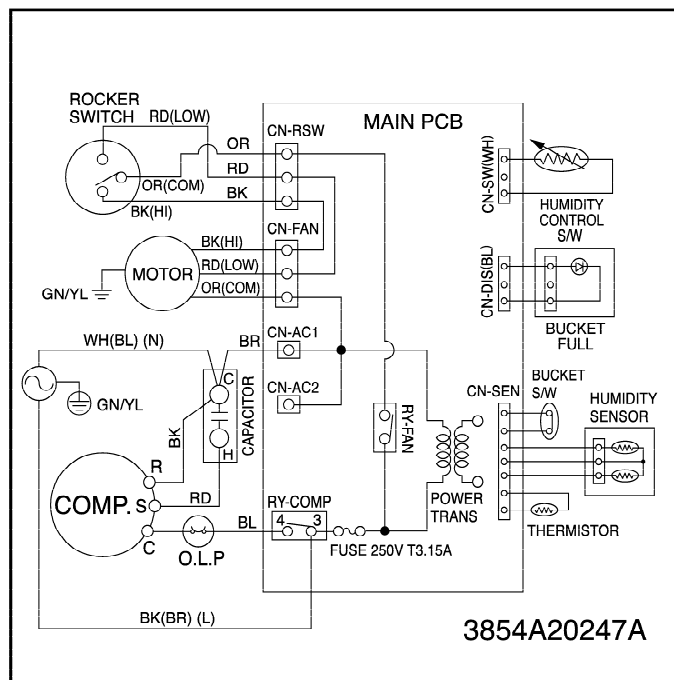 ROCKER
SWITCH
RD(LOW)
OR
OR(COM)
RD
BK
BK(HI)
CN-RSW
MAIN PCB
CN-SW(WH)
HUMIDITY
CONTROL
S/W
CN-FAN
BK(HI)
RD(LOW)
OR(COM)
MOTOR
GN/YL
CN-DIS(BL)
BUCKET
FULL
WH(BL) (N)
BR
CN-AC1
CN-AC2
GN/YL
C
H
CAPACITOR
BK
RY-FAN
POWER
TRANS
CN-SEN
BUCKET
S/W
HUMIDITY
SENSOR
THERMISTOR
COMP.
R
S
C
RD
BL
O.L.P
RY-COMP
4 3
FUSE 250V T3.15A
BK(BR) (L)
3854A20247A